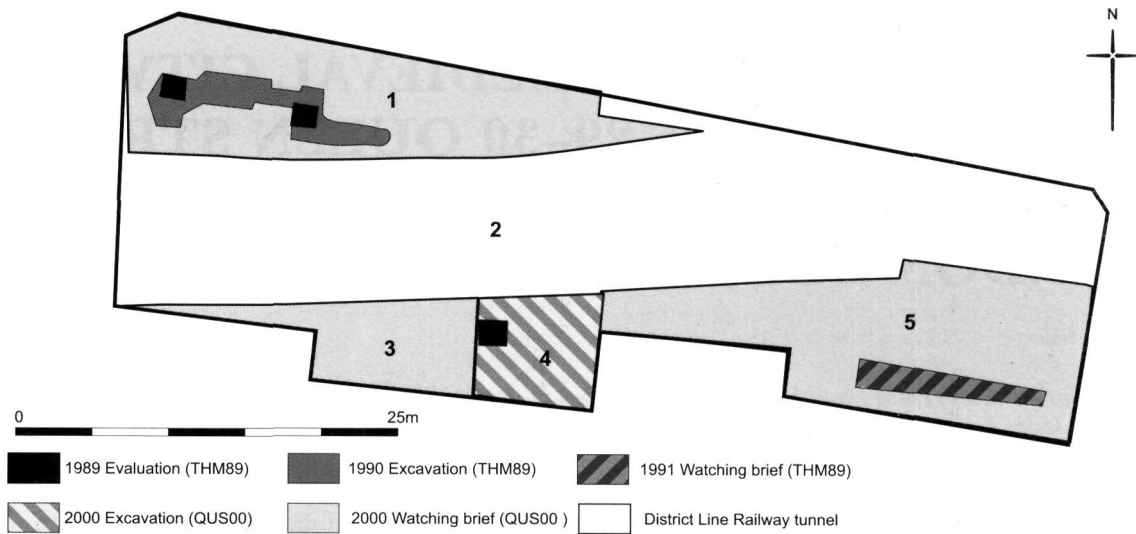 N
1
2
3
4
5
0 25m
1989 Evaluation (THM89) 1990 Excavation (THM89) 1991 Watching brief (THM89)
2000 Excavation (QUS00) 2000 Watching brief (QUS00 ) District Line Railway tunnel